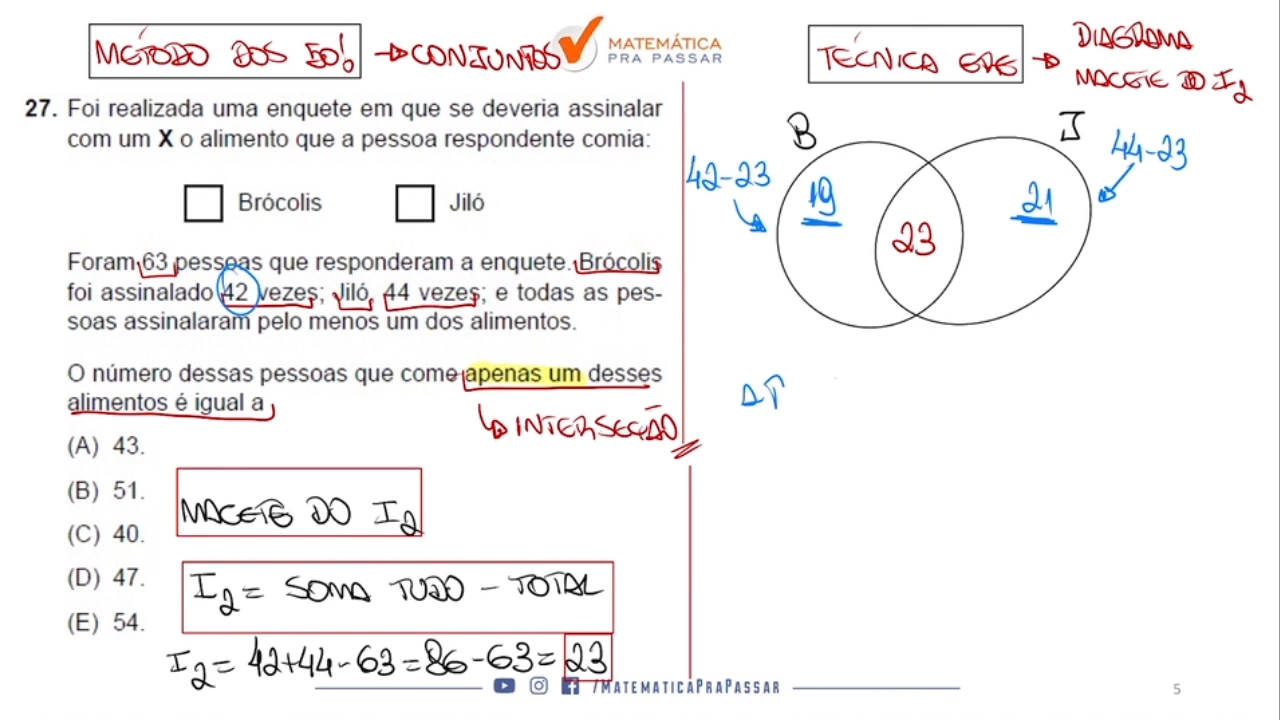 MÉTODO DOS 50! → CONJUNTOS
MATEMÁTICA
PRA PASSAR
TÉCNICA → DIAGRAMA
MACETE DO I2
27. Foi realizada uma enquete em que se deveria assinalar
com um X o alimento que a pessoa respondente comia:
Brócolis
Jiló
Foram 63 pessoas que responderam a enquete. Brócolis
foi assinalado 42 vezes; Jiló, 44 vezes; e todas as pes-
soas assinalaram pelo menos um dos alimentos.
O número dessas pessoas que come apenas um desses
alimentos é igual a
↳ INTERSEÇÃO
(A) 43.
(B) 51.
(C) 40.
(D) 47.
(E) 54.
MACETE DO I2
I2 = SOMA TUDO - TOTAL
I2 = 42+44-63 = 86-63 = 23
B
J
42-23
44-23
19
23
21
AP
/MATEMATICAPRAPASSAR
5